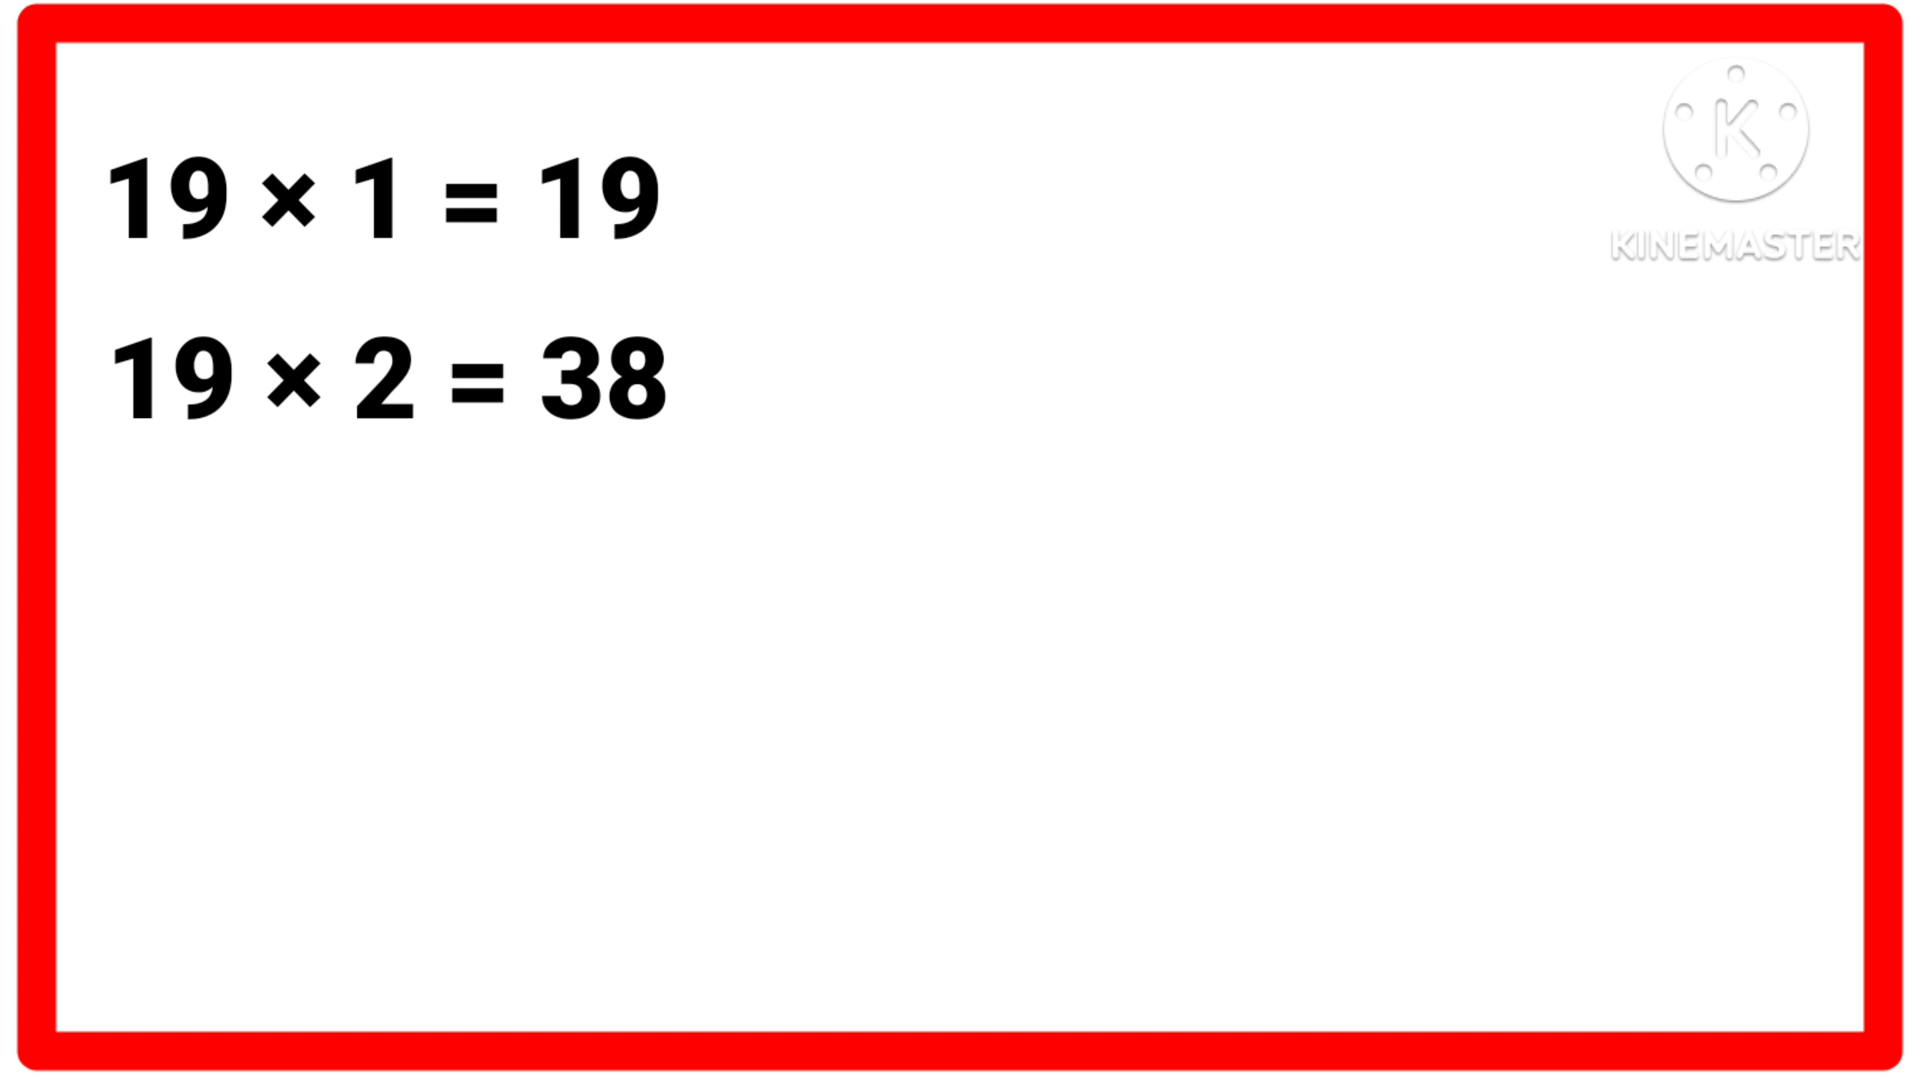 19 × 1 = 19
K
KINEMASTER
19 × 2 = 38